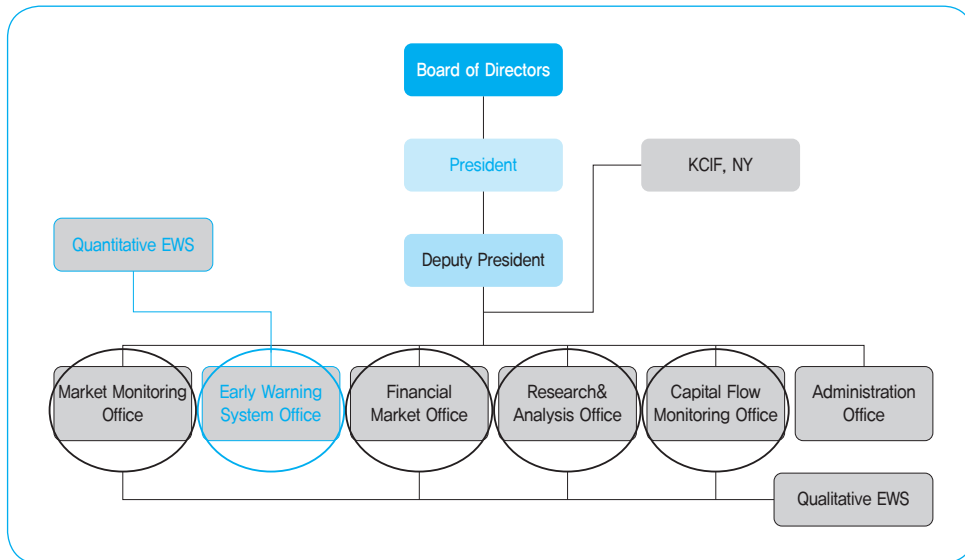 Board of Directors
President
KCIF, NY
Quantitative EWS
Deputy President
Market Monitoring
Office
Early Warning
System Office
Financial
Market Office
Research&
Analysis Office
Capital Flow
Monitoring Office
Administration
Office
Qualitative EWS